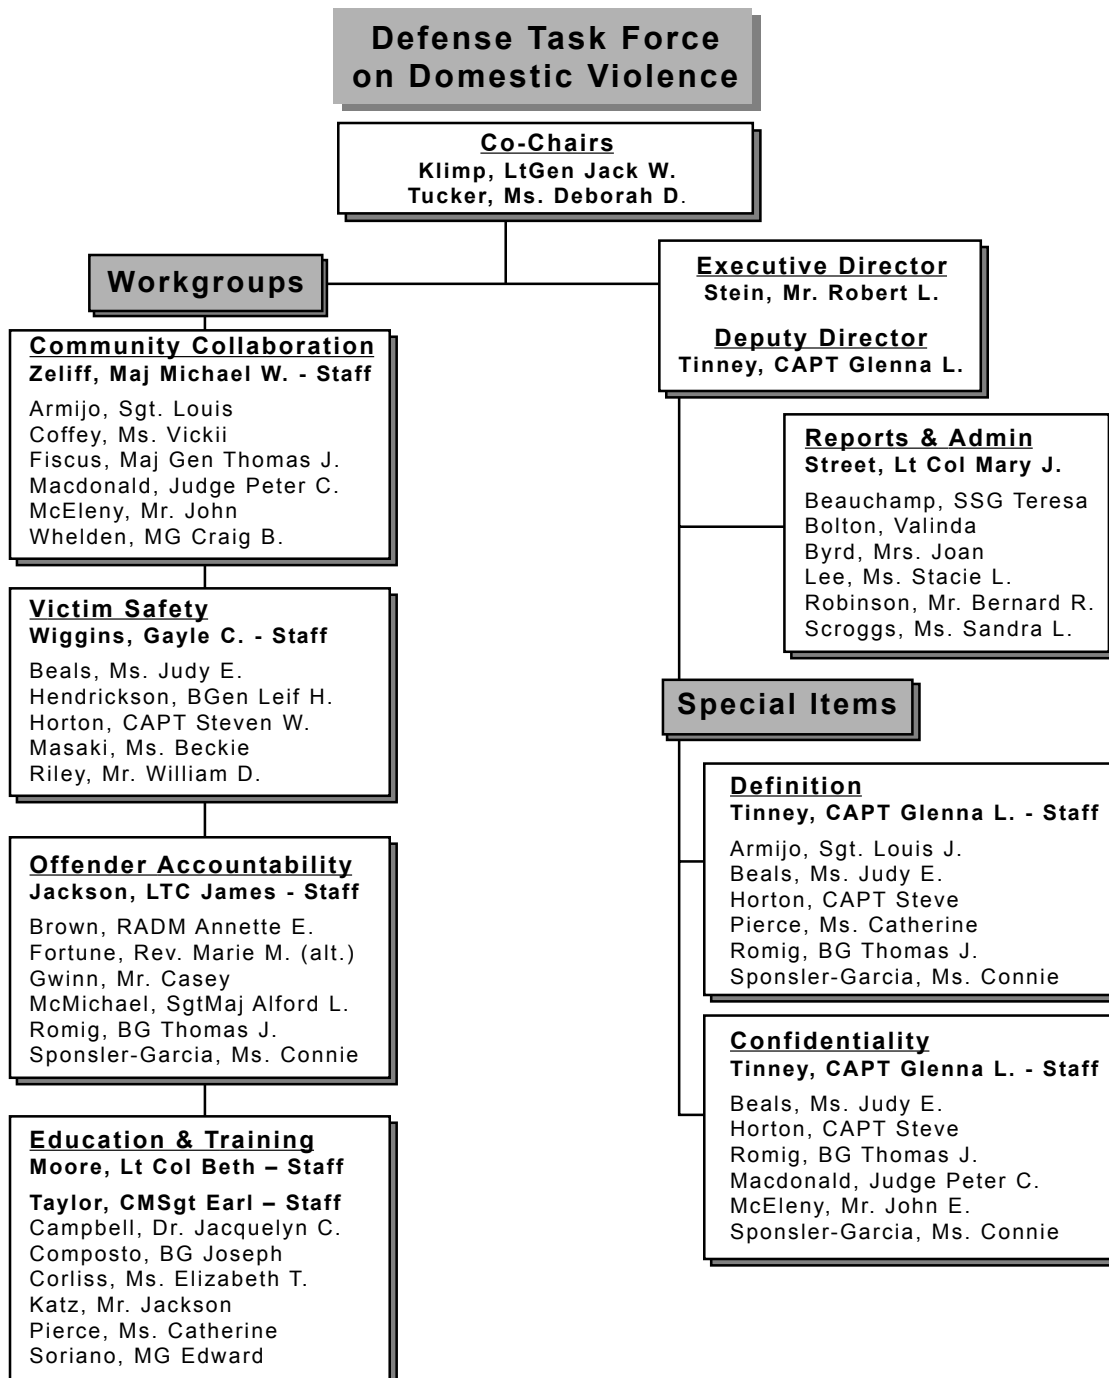 Defense Task Force
on Domestic Violence
Co-Chairs
Klimp, LtGen Jack W.
Tucker, Ms. Deborah D.
Workgroups
Community Collaboration
Zeliff, Maj Michael W. - Staff
Armijo, Sgt. Louis
Coffey, Ms. Vickii
Fiscus, Maj Gen Thomas J.
Macdonald, Judge Peter C.
McEleny, Mr. John
Whelden, MG Craig B.
Victim Safety
Wiggins, Gayle C. - Staff
Beals, Ms. Judy E.
Hendrickson, BGen Leif H.
Horton, CAPT Steven W.
Masaki, Ms. Beckie
Riley, Mr. William D.
Offender Accountability
Jackson, LTC James - Staff
Brown, RADM Annette E.
Fortune, Rev. Marie M. (alt.)
Gwinn, Mr. Casey
McMichael, SgtMaj Alford L.
Romig, BG Thomas J.
Sponsler-Garcia, Ms. Connie
Education & Training
Moore, Lt Col Beth – Staff
Taylor, CMSgt Earl – Staff
Campbell, Dr. Jacquelyn C.
Composto, BG Joseph
Corliss, Ms. Elizabeth T.
Katz, Mr. Jackson
Pierce, Ms. Catherine
Soriano, MG Edward
Executive Director
Stein, Mr. Robert L.
Deputy Director
Tinney, CAPT Glenna L.
Reports & Admin
Street, Lt Col Mary J.
Beauchamp, SSG Teresa
Bolton, Valinda
Byrd, Mrs. Joan
Lee, Ms. Stacie L.
Robinson, Mr. Bernard R.
Scroggs, Ms. Sandra L.
Special Items
Definition
Tinney, CAPT Glenna L. - Staff
Armijo, Sgt. Louis J.
Beals, Ms. Judy E.
Horton, CAPT Steve
Pierce, Ms. Catherine
Romig, BG Thomas J.
Sponsler-Garcia, Ms. Connie
Confidentiality
Tinney, CAPT Glenna L. - Staff
Beals, Ms. Judy E.
Horton, CAPT Steve
Romig, BG Thomas J.
Macdonald, Judge Peter C.
McEleny, Mr. John E.
Sponsler-Garcia, Ms. Connie